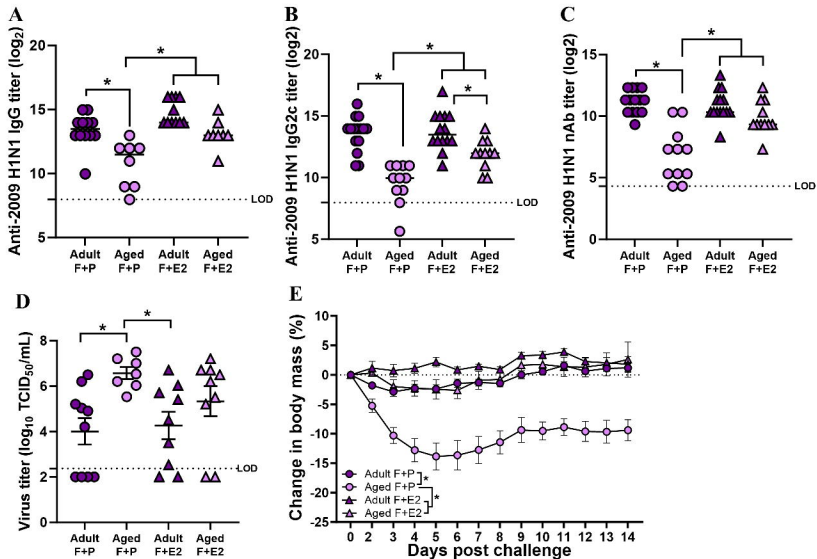 A
Anti-2009 H1N1 IgG titer (log2)
20
15
10
5
*
*
LOD
Adult F+P
Aged F+P
Adult F+E2
Aged F+E2
B
Anti-2009 H1N1 IgG2c titer (log2)
20
15
10
5
*
*
*
LOD
Adult F+P
Aged F+P
Adult F+E2
Aged F+E2
C
Anti-2009 H1N1 nAb titer (log2)
15
10
5
0
*
*
LOD
Adult F+P
Aged F+P
Adult F+E2
Aged F+E2
D
Virus titer (log10 TCID50/mL)
8
6
4
2
0
*
*
LOD
Adult F+P
Aged F+P
Adult F+E2
Aged F+E2
E
Change in body mass (%)
10
5
0
-5
-10
-15
-20
-25
Adult F+P
Aged F+P
Adult F+E2
Aged F+E2
*
*
0 2 3 4 5 6 7 8 9 10 11 12 13 14
Days post challenge